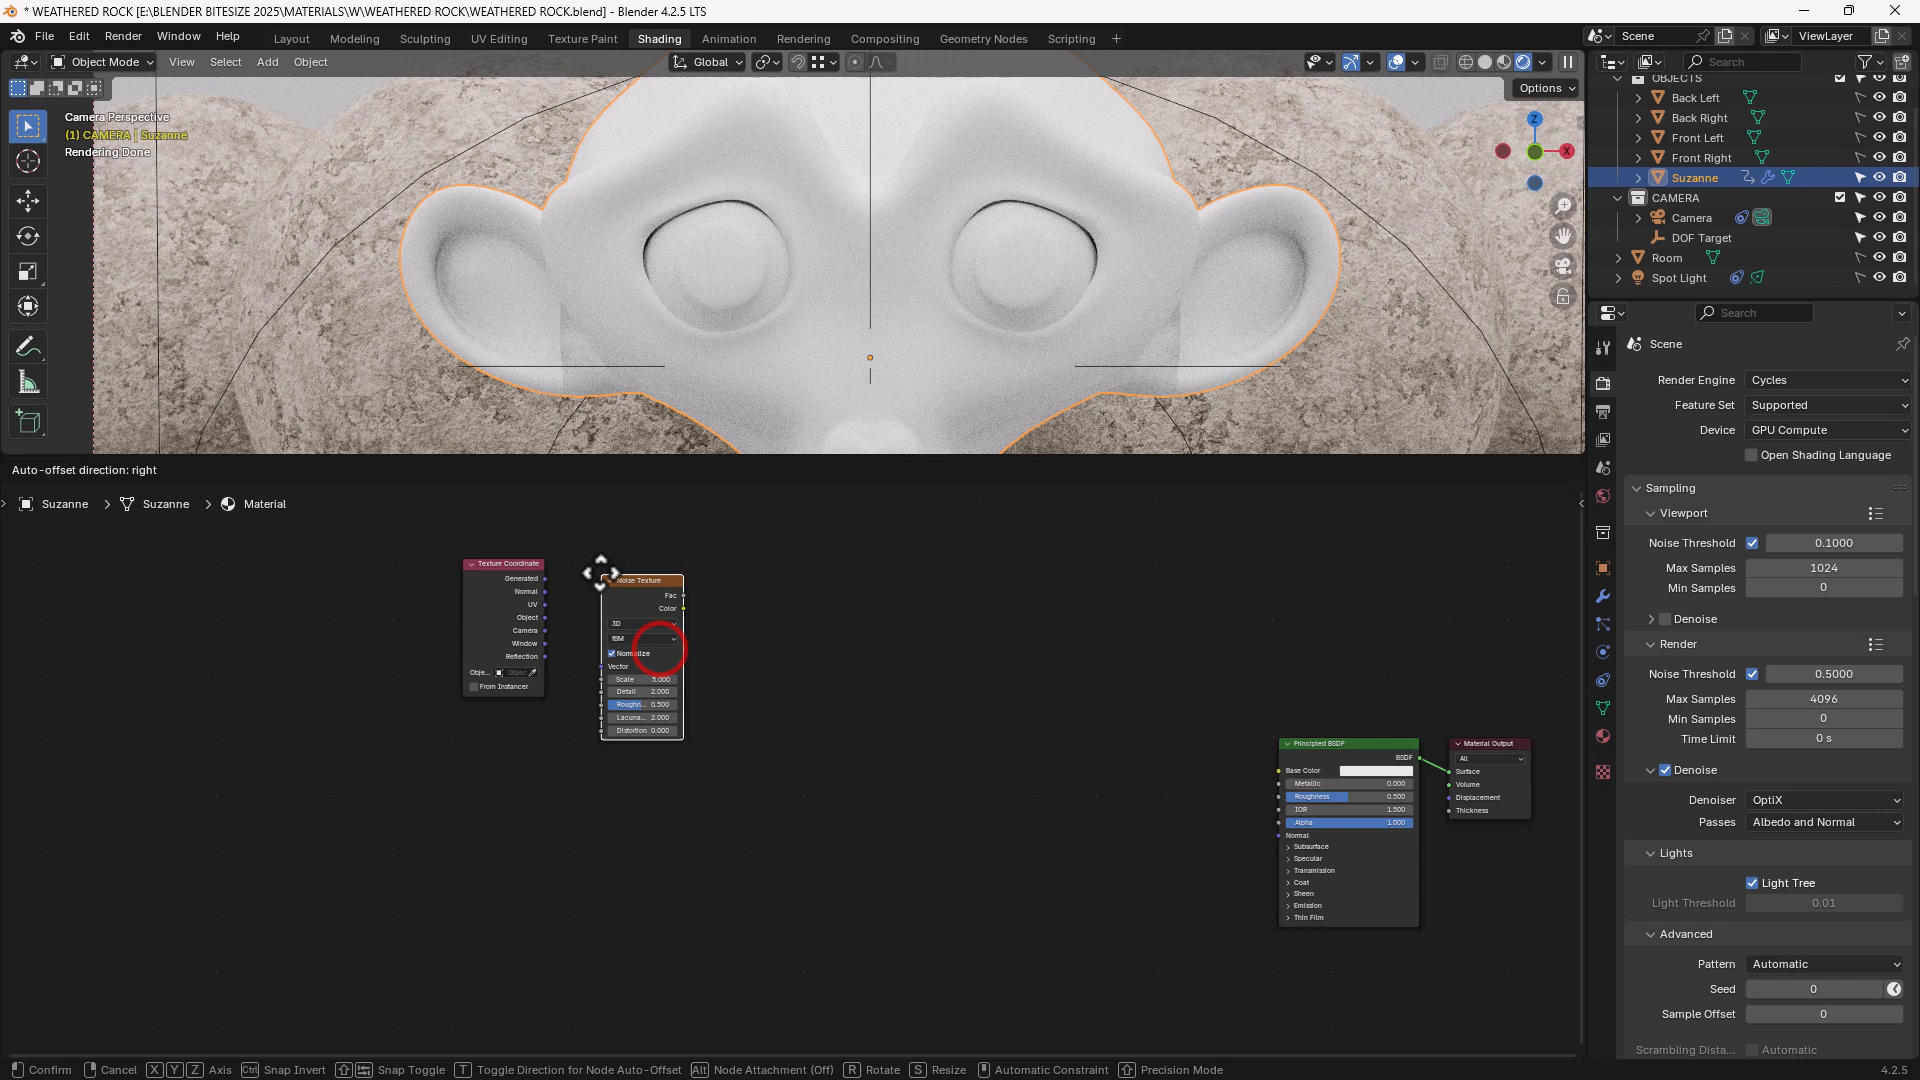 * WEATHERED ROCK [E:\BLENDER BITESIZE 2025\MATERIALS\W\WEATHERED ROCK\WEATHERED ROCK.blend] - Blender 4.2.5 LTS
File Edit Render Window Help Layout Modeling Sculpting UV Editing Texture Paint Shading Animation Rendering Compositing Geometry Nodes Scripting + Scene ViewLayer
Object Mode View Select Add Object Global Search
Options
Camera Perspective
(1) CAMERA | Suzanne
Rendering Done
Z
X
OBJECTS
Back Left
Back Right
Front Left
Front Right
Suzanne
CAMERA
Camera
DOF Target
Room
Spot Light
Search
Scene
Render Engine Cycles
Feature Set Supported
Device GPU Compute
Open Shading Language
Sampling
Viewport
Noise Threshold 0.1000
Max Samples 1024
Min Samples 0
Denoise
Render
Noise Threshold 0.5000
Max Samples 4096
Min Samples 0
Time Limit 0 s
Denoise
Denoiser OptiX
Passes Albedo and Normal
Lights
Light Tree
Light Threshold 0.01
Advanced
Pattern Automatic
Seed 0
Sample Offset 0
Scrambling Dista... Automatic
Auto-offset direction: right
Suzanne > Suzanne > Material
Texture Coordinate
Generated
Normal
UV
Object
Camera
Window
Reflection
Obje... Objec
From Instancer
Noise Texture
Fac
Color
3D
fBM
Normalize
Vector
Scale 5.000
Detail 2.000
Roughn... 0.500
Lacuna... 2.000
Distortion 0.000
Principled BSDF
BSDF
Base Color
Metallic 0.000
Roughness 0.500
IOR 1.500
Alpha 1.000
Normal
Subsurface
Specular
Transmission
Coat
Sheen
Emission
Thin Film
Material Output
All
Surface
Volume
Displacement
Thickness
Confirm Cancel X Y Z Axis Ctrl Snap Invert Snap Toggle T Toggle Direction for Node Auto-Offset Alt Node Attachment (Off) R Rotate S Resize Automatic Constraint Precision Mode 4.2.5